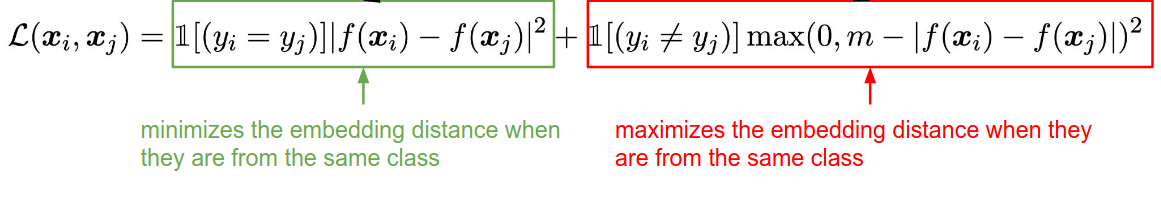 𝓛(𝒙ᵢ, 𝒙ⱼ) = 𝟙[(yᵢ = yⱼ)]|f(𝒙ᵢ) − f(𝒙ⱼ)|² + 𝟙[(yᵢ ≠ yⱼ)] max(0, m − |f(𝒙ᵢ) − f(𝒙ⱼ)|)²
minimizes the embedding distance when
they are from the same class
maximizes the embedding distance when they
are from the same class